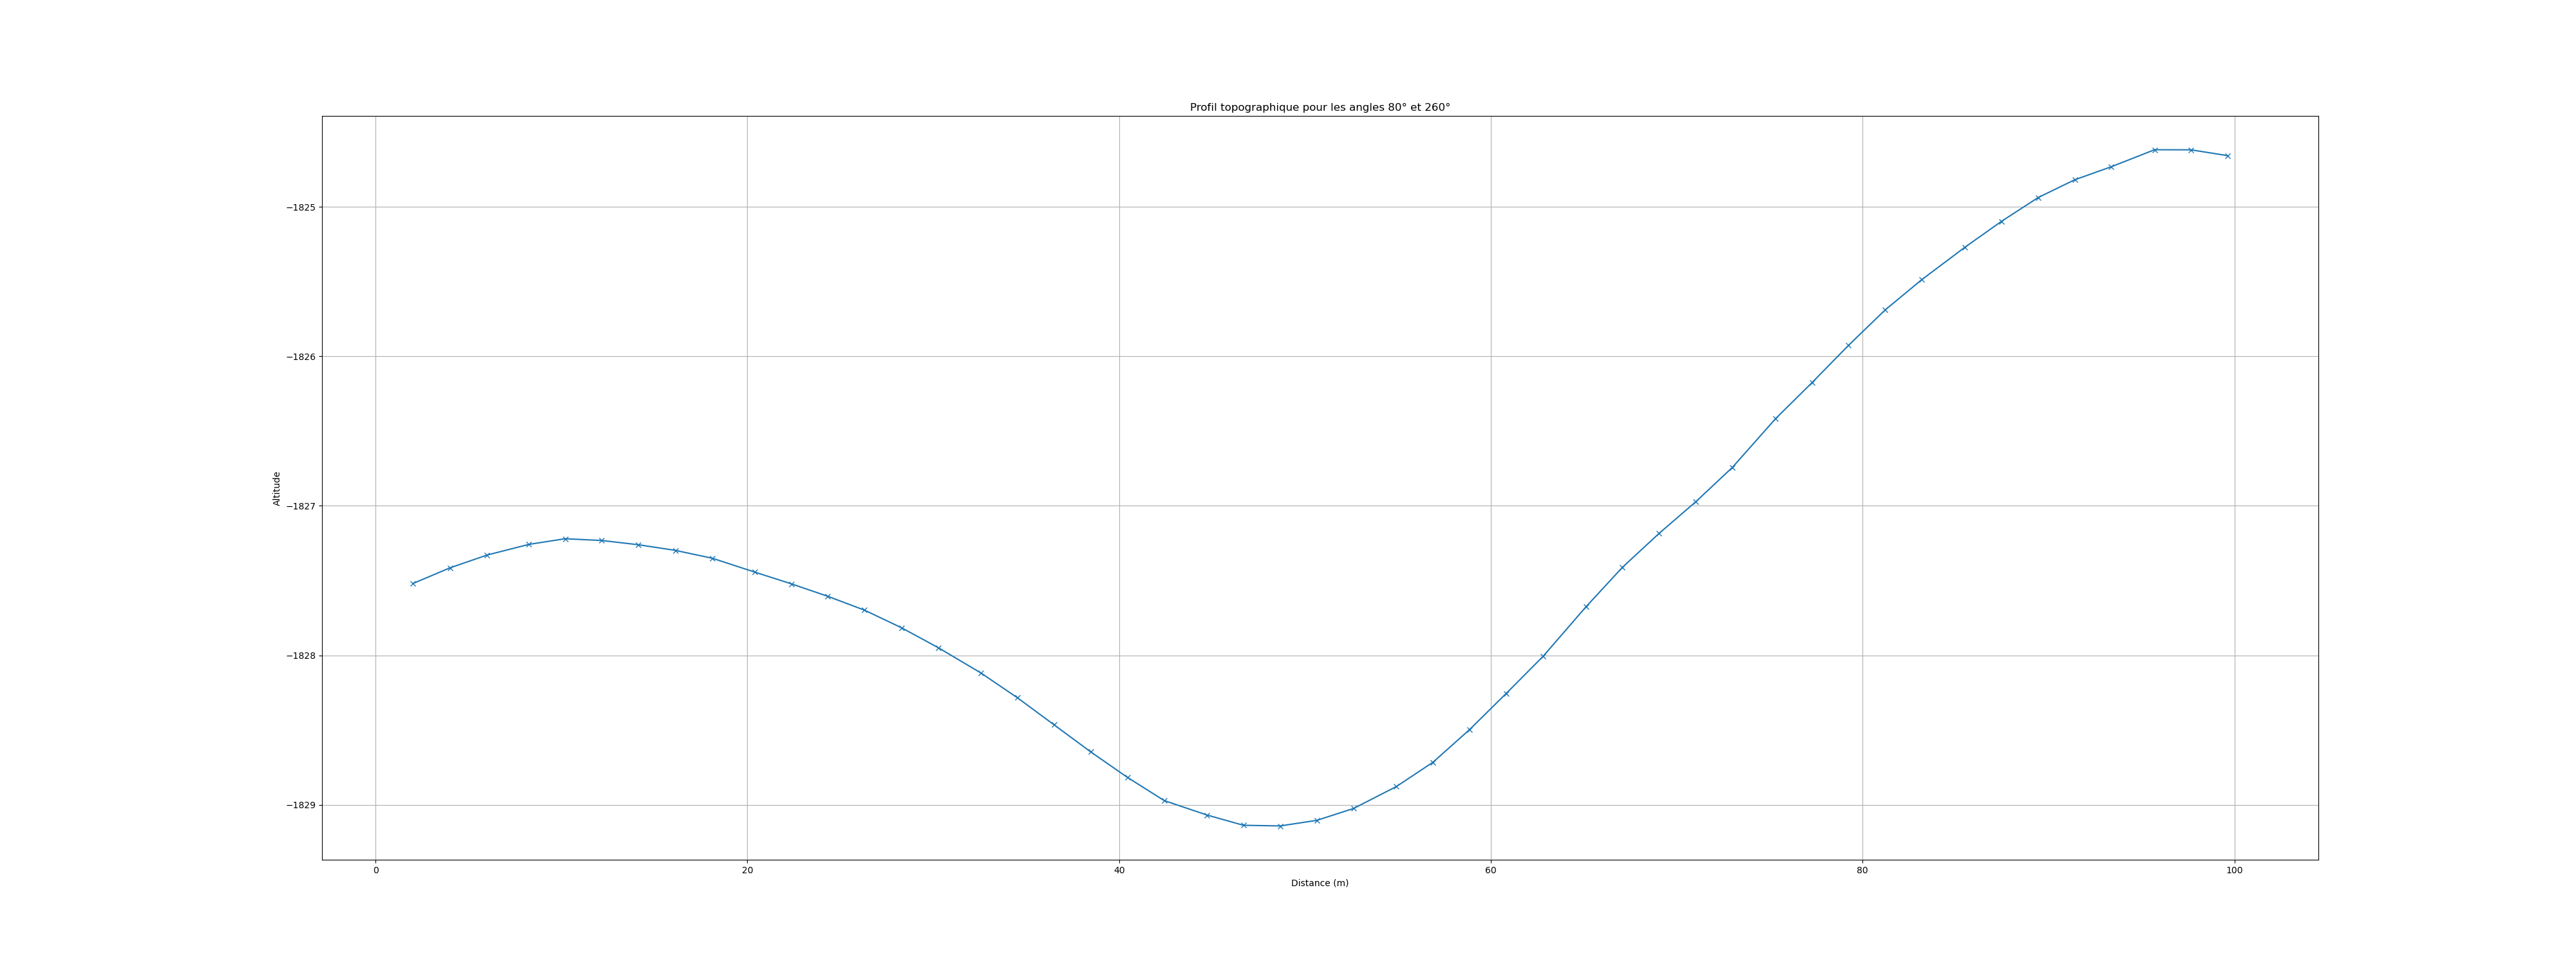 Profil topographique pour les angles 80° et 260°
−1825
−1826
−1827
−1828
−1829
Altitude
0 20 40 60 80 100
Distance (m)